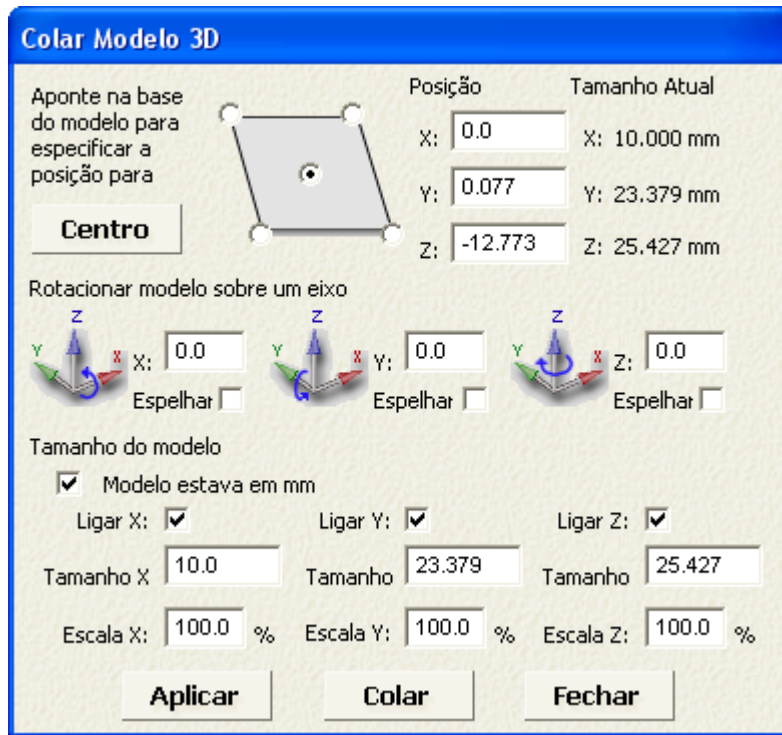 Colar Modelo 3D
Aponte na base
do modelo para
especificar a
posição para
Centro
Posição
Tamanho Atual
X: 0.0
X: 10.000 mm
Y: 0.077
Y: 23.379 mm
Z: -12.773
Z: 25.427 mm
Rotacionar modelo sobre um eixo
Z
Y
X
X: 0.0
Espelhar
Z
Y
X
Y: 0.0
Espelhar
Z
Y
X
Z: 0.0
Espelhar
Tamanho do modelo
Modelo estava em mm
Ligar X:
Ligar Y:
Ligar Z:
Tamanho X 10.0
Tamanho 23.379
Tamanho 25.427
Escala X: 100.0 %
Escala Y: 100.0 %
Escala Z: 100.0 %
Aplicar
Colar
Fechar